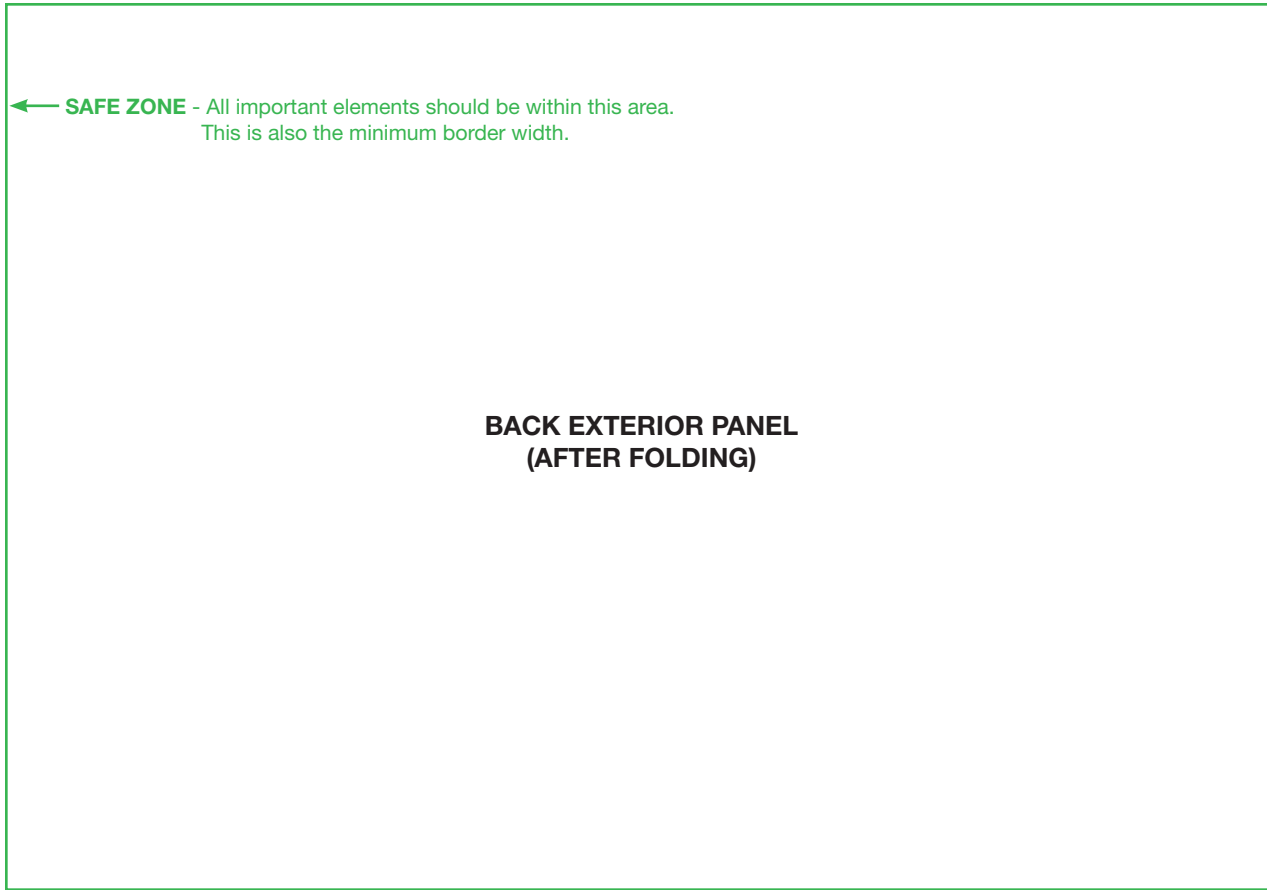 SAFE ZONE - All important elements should be within this area.
This is also the minimum border width.
BACK EXTERIOR PANEL
(AFTER FOLDING)